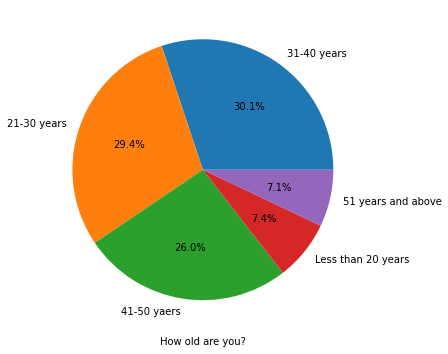 31-40 years
30.1%
21-30 years
29.4%
7.1%
51 years and above
7.4%
26.0%
Less than 20 years
41-50 yaers
How old are you?